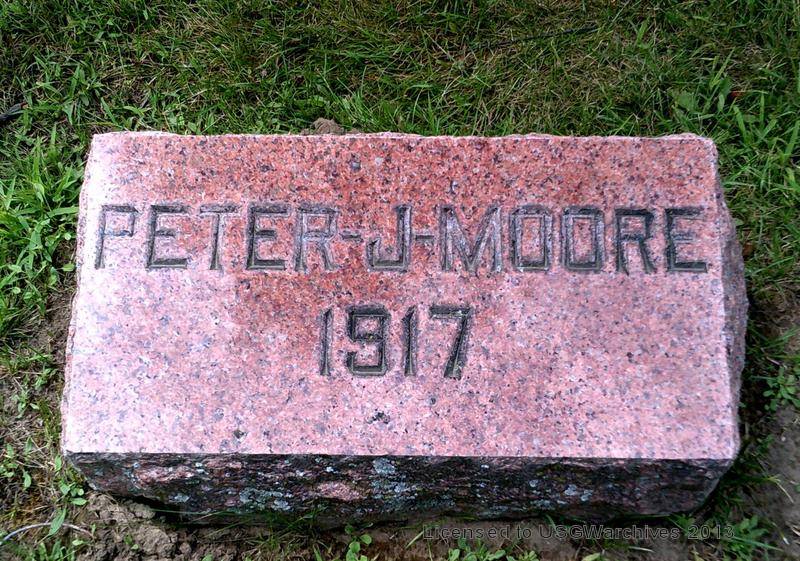 PETER-J-MOORE
1917
Licensed to USGWarchives 2013